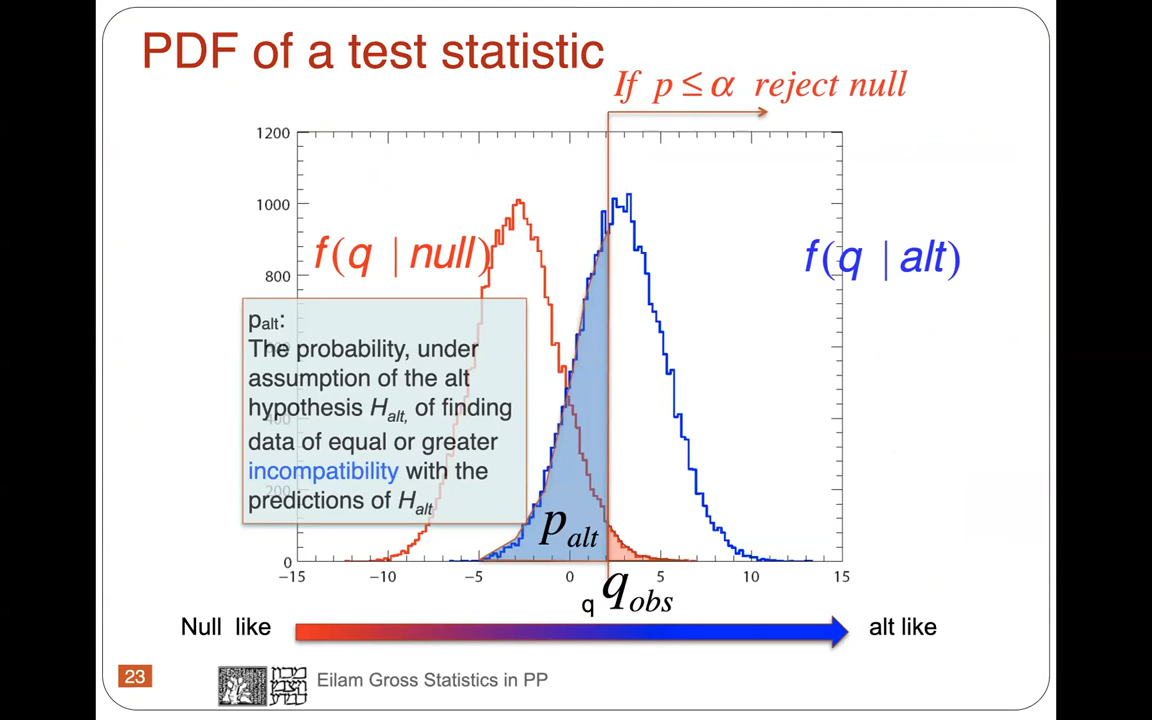 PDF of a test statistic
If p ≤ α reject null
1200
1000
800
200
0
f(q | null)
f(q | alt)
p_alt:
The probability, under
assumption of the alt
hypothesis H_alt, of finding
data of equal or greater
incompatibility with the
predictions of H_alt
p_alt
−15 −10 −5 0 5 10 15
q q_obs
Null like alt like
23 Eilam Gross Statistics in PP